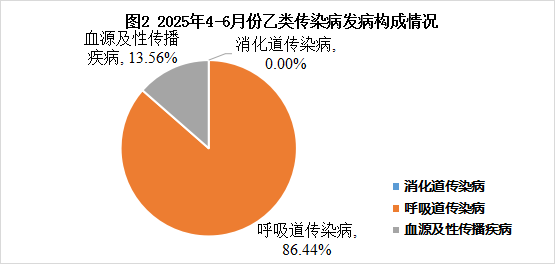 图2 2025年4-6月份乙类传染病发病构成情况
血源及性传播
疾病, 13.56%
消化道传染病,
0.00%
呼吸道传染病,
86.44%
消化道传染病
呼吸道传染病
血源及性传播疾病